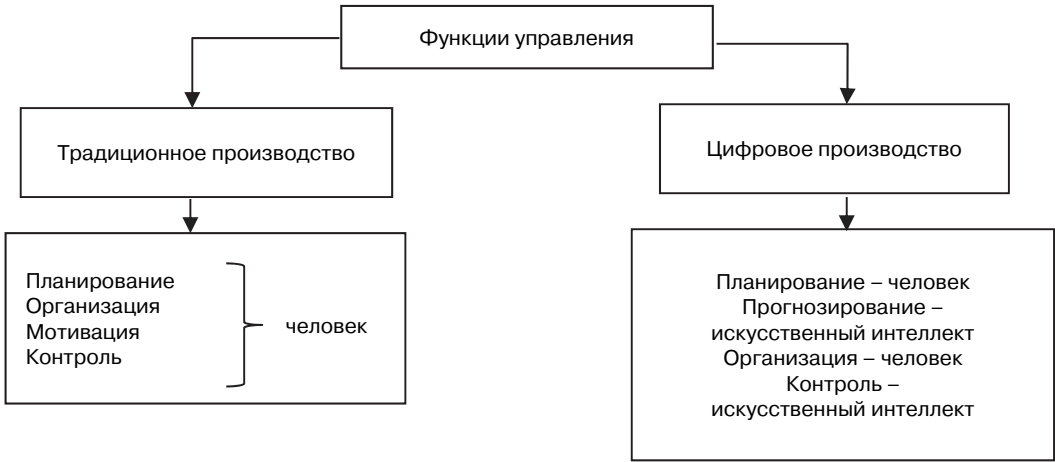 Функции управления
Традиционное производство
Цифровое производство
Планирование
Организация
Мотивация
Контроль
человек
Планирование – человек
Прогнозирование –
искусственный интеллект
Организация – человек
Контроль –
искусственный интеллект